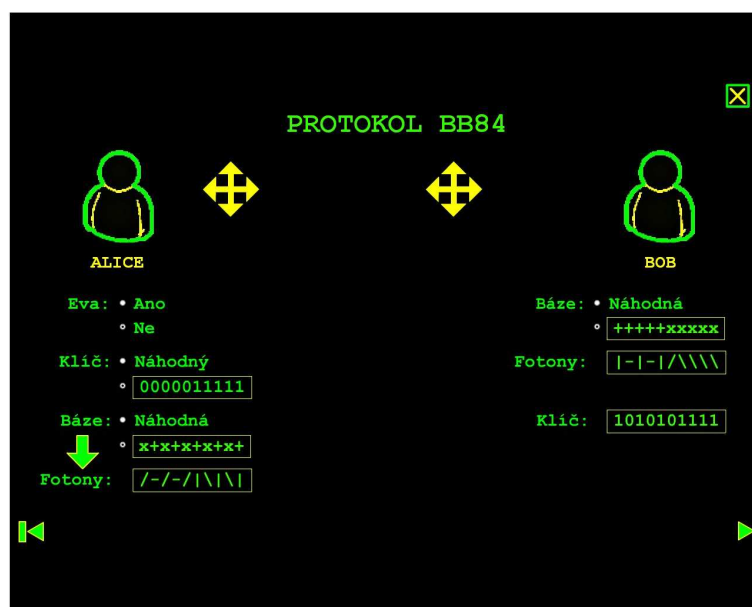 PROTOKOL BB84
ALICE
Eva: Ano
Ne
Klíč: Náhodný
0000011111
Báze: Náhodná
x+x+x+x+x+
Fotony: /-/-/|\|\|
BOB
Báze: Náhodná
+++++xxxxx
Fotony: |-|-|/\\\\
Klíč: 1010101111